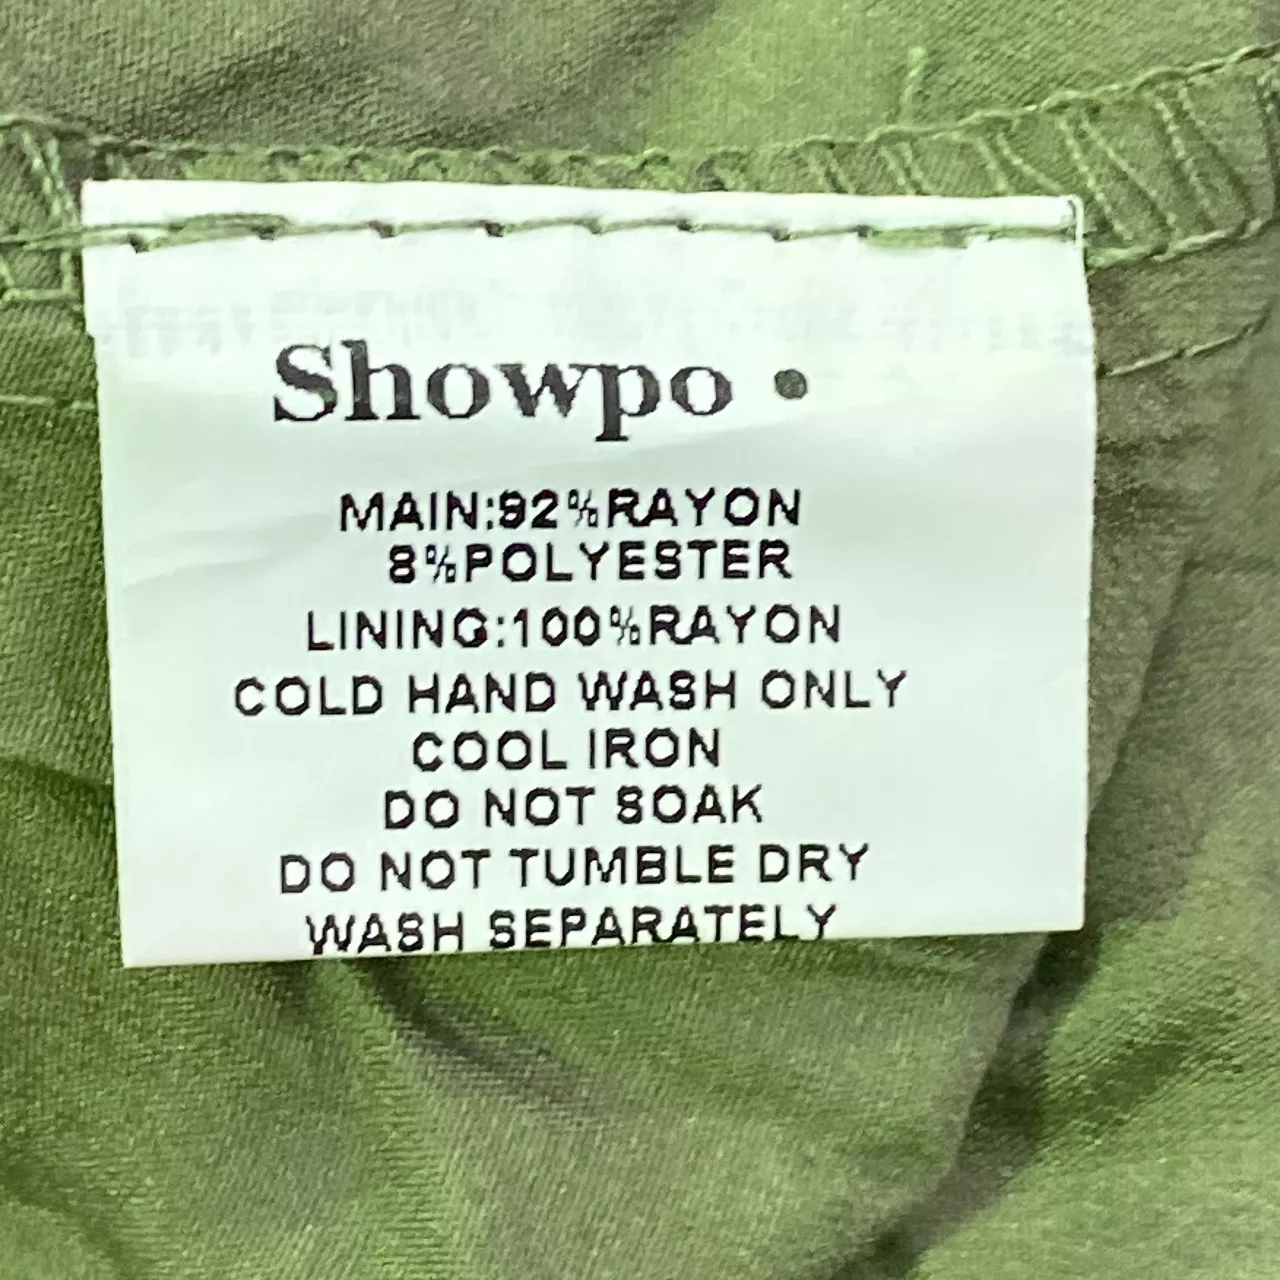 Showpo •
MAIN:92%RAYON
8%POLYESTER
LINING:100%RAYON
COLD HAND WASH ONLY
COOL IRON
DO NOT SOAK
DO NOT TUMBLE DRY
WASH SEPARATELY